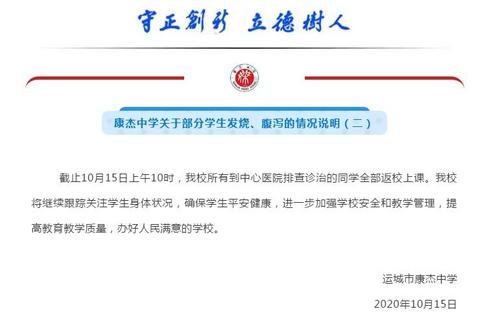 守正创新 立德樹人
康杰中学关于部分学生发烧、腹泻的情况说明（二）
截止10月15日上午10时，我校所有到中心医院排查诊治的同学全部返校上课。我校
将继续跟踪关注学生身体状况，确保学生平安健康，进一步加强学校安全和教学管理，提
高教育教学质量，办好人民满意的学校。
运城市康杰中学
2020年10月15日